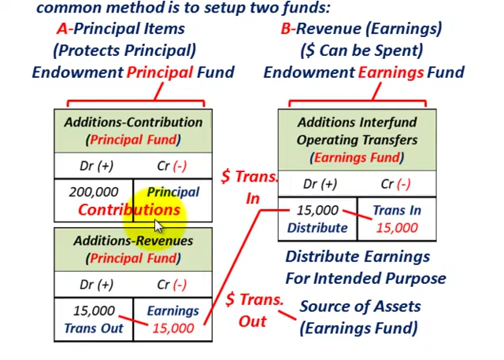 common method is to setup two funds:
A-Principal Items
(Protects Principal)
Endowment Principal Fund
B-Revenue (Earnings)
($ Can be Spent)
Endowment Earnings Fund
Additions-Contribution
(Principal Fund)
Dr (+) Cr (-)
200,000 Principal
Contributions
Additions-Revenues
(Principal Fund)
Dr (+) Cr (-)
15,000 Earnings
Trans Out 15,000
$ Trans.
In
$ Trans.
Out
Additions Interfund
Operating Transfers
(Earnings Fund)
Dr (+) Cr (-)
15,000 Trans In
Distribute 15,000
Distribute Earnings
For Intended Purpose
Source of Assets
(Earnings Fund)